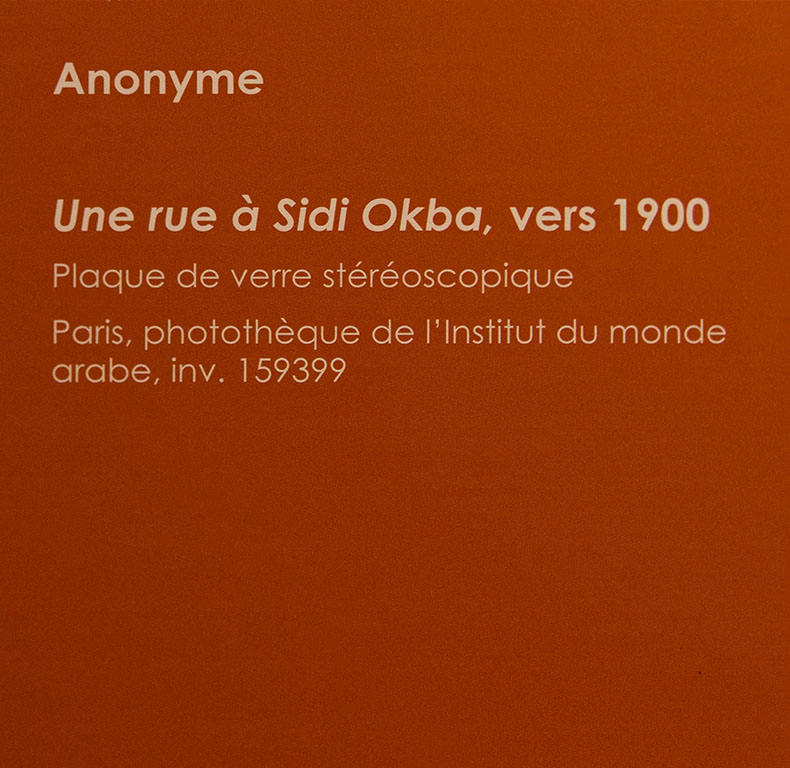 Anonyme
Une rue à Sidi Okba, vers 1900
Plaque de verre stéréoscopique
Paris, photothèque de l’Institut du monde
arabe, inv. 159399